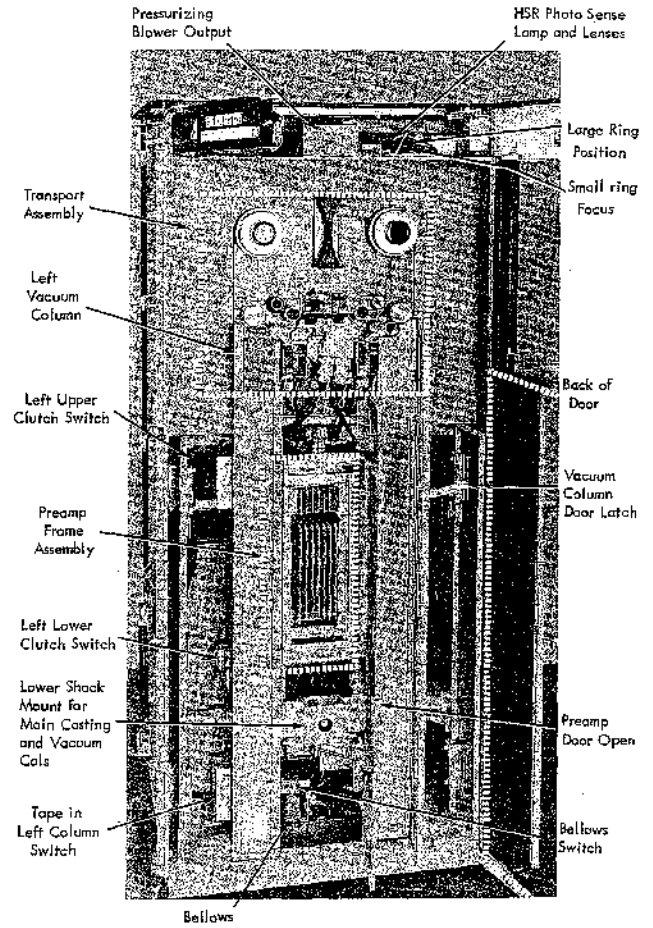 Pressurizing
Blower Output
HSR Photo Sense
Lamp and Lenses
Large Ring
Position
Small ring
Focus
Transport
Assembly
Left
Vacuum
Column
Back of
Door
Left Upper
Clutch Switch
Vacuum
Column
Door Latch
Preamp
Frame
Assembly
Left Lower
Clutch Switch
Lower Shock
Mount for
Main Casting
and Vacuum
Cols
Preamp
Door Open
Tape in
Left Column
Switch
Bellows
Switch
Bellows